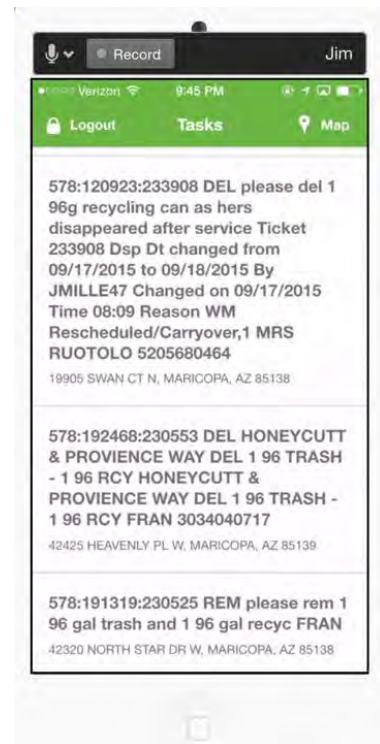 Record
Jim
Verizon 9:45 PM
Logout Tasks Map
578:120923:233908 DEL please del 1
96g recycling can as hers
disappeared after service Ticket
233908 Dsp Dt changed from
09/17/2015 to 09/18/2015 By
JMILLE47 Changed on 09/17/2015
Time 08:09 Reason WM
Rescheduled/Carryover,1 MRS
RUOTOLO 5205680464
19905 SWAN CT N, MARICOPA, AZ 85138
578:192468:230553 DEL HONEYCUTT
& PROVIENCE WAY DEL 1 96 TRASH
- 1 96 RCY HONEYCUTT &
PROVIENCE WAY DEL 1 96 TRASH -
1 96 RCY FRAN 3034040717
42425 HEAVENLY PL W, MARICOPA, AZ 85139
578:191319:230525 REM please rem 1
96 gal trash and 1 96 gal recyc FRAN
42320 NORTH STAR DR W, MARICOPA, AZ 85138